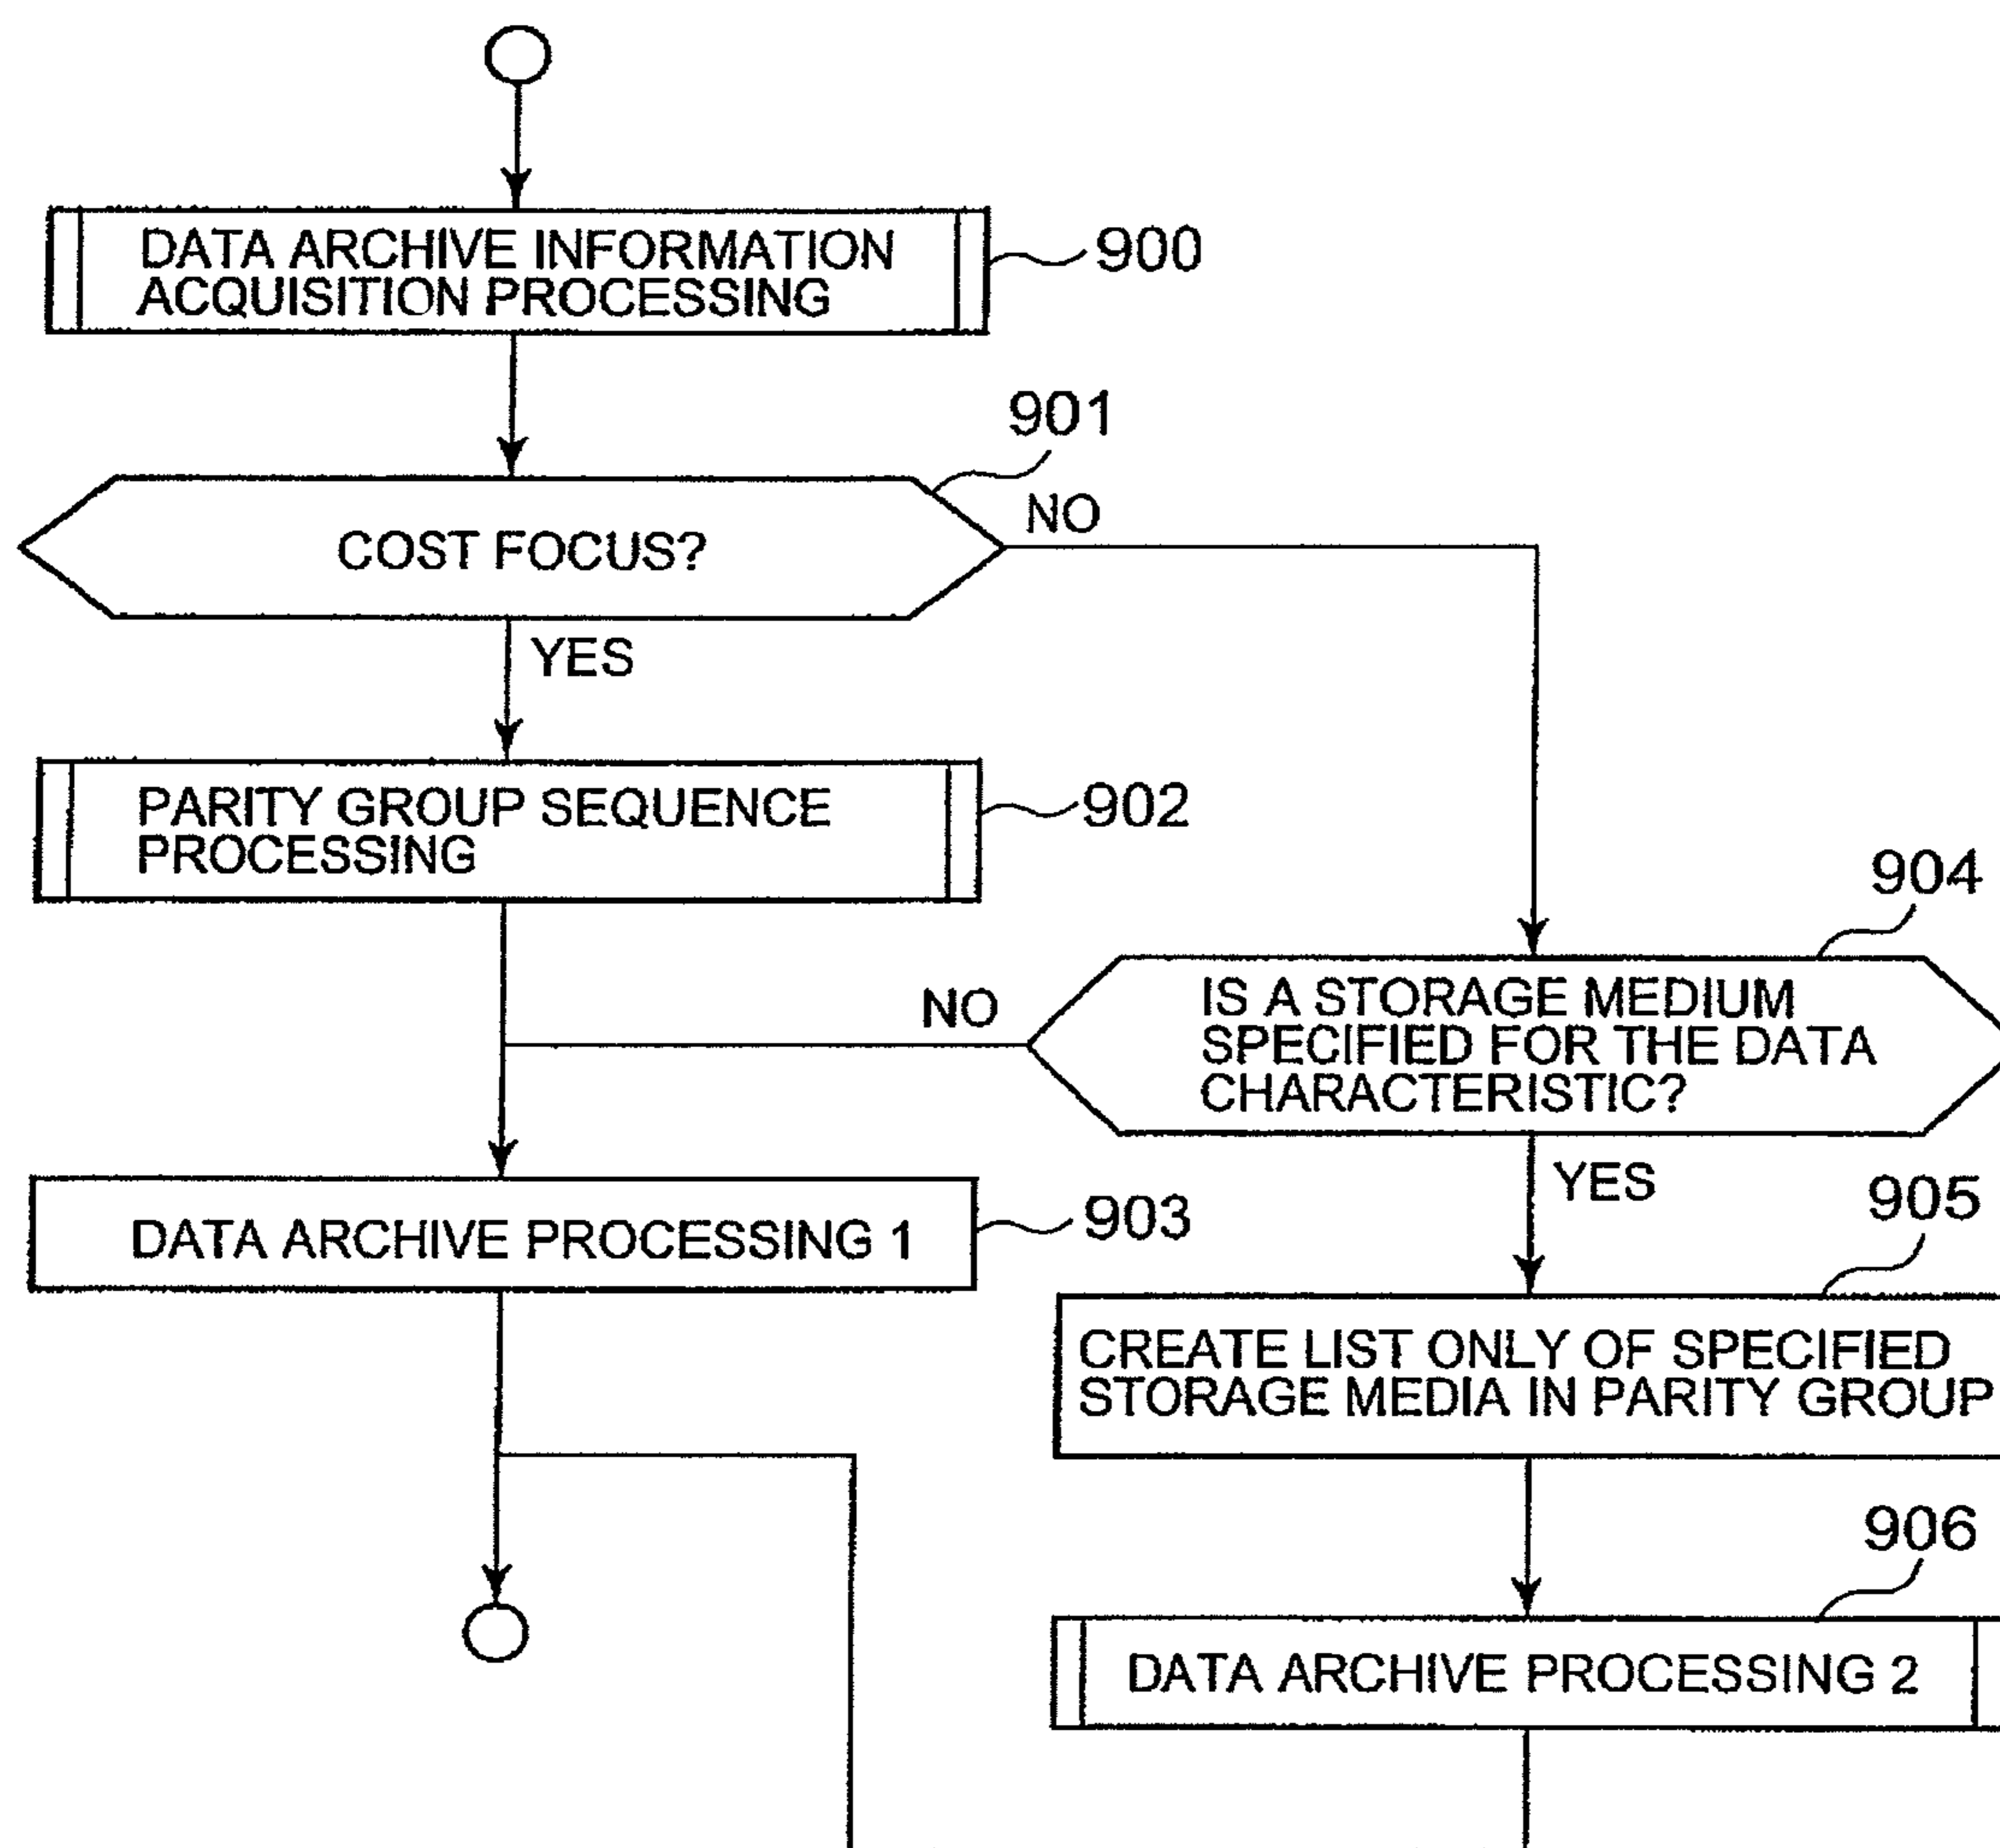 DATA ARCHIVE INFORMATION
ACQUISITION PROCESSING
900
901
COST FOCUS?
NO
YES
PARITY GROUP SEQUENCE
PROCESSING
902
904
IS A STORAGE MEDIUM
SPECIFIED FOR THE DATA
CHARACTERISTIC?
NO
YES
DATA ARCHIVE PROCESSING 1
903
905
CREATE LIST ONLY OF SPECIFIED
STORAGE MEDIA IN PARITY GROUP
906
DATA ARCHIVE PROCESSING 2